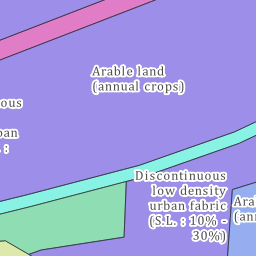 Arable land
(annual crops)
ous
ban
:
Discontinuous
low density
urban fabric
(S.L. : 10% -
30%)
Ara
(ann